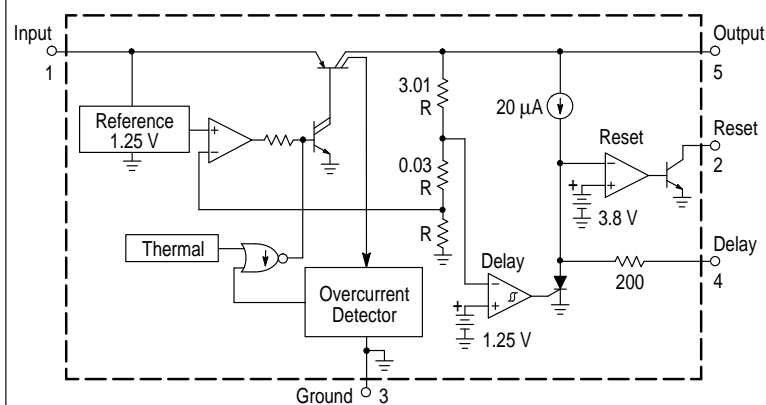 Input
1
Output
5
3.01
R
20 µA
Reference
1.25 V
+
−
Reset
Reset
2
−
+
+
3.8 V
0.03
R
R
Thermal
Delay
Delay
4
200
−
+
+
1.25 V
Overcurrent
Detector
Ground
3